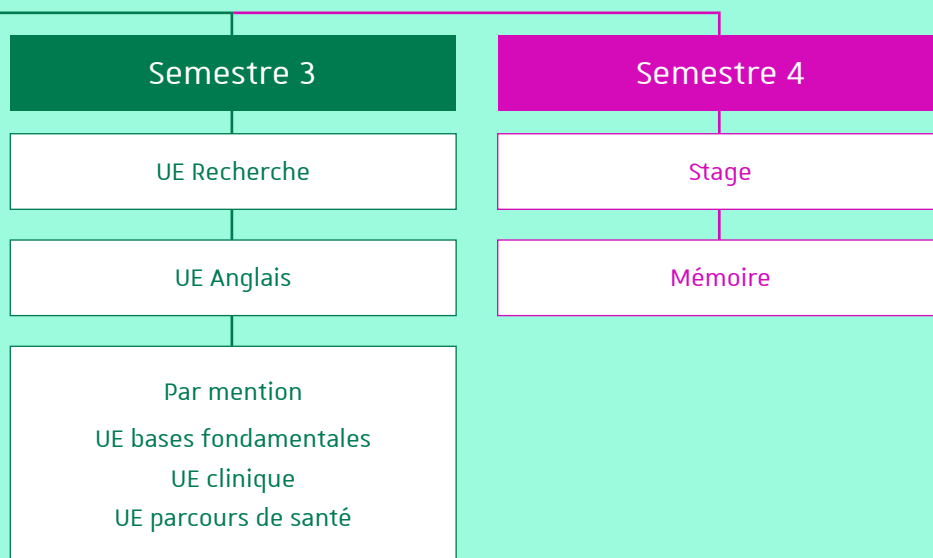 Semestre 3
UE Recherche
UE Anglais
Par mention
UE bases fondamentales
UE clinique
UE parcours de santé
Semestre 4
Stage
Mémoire